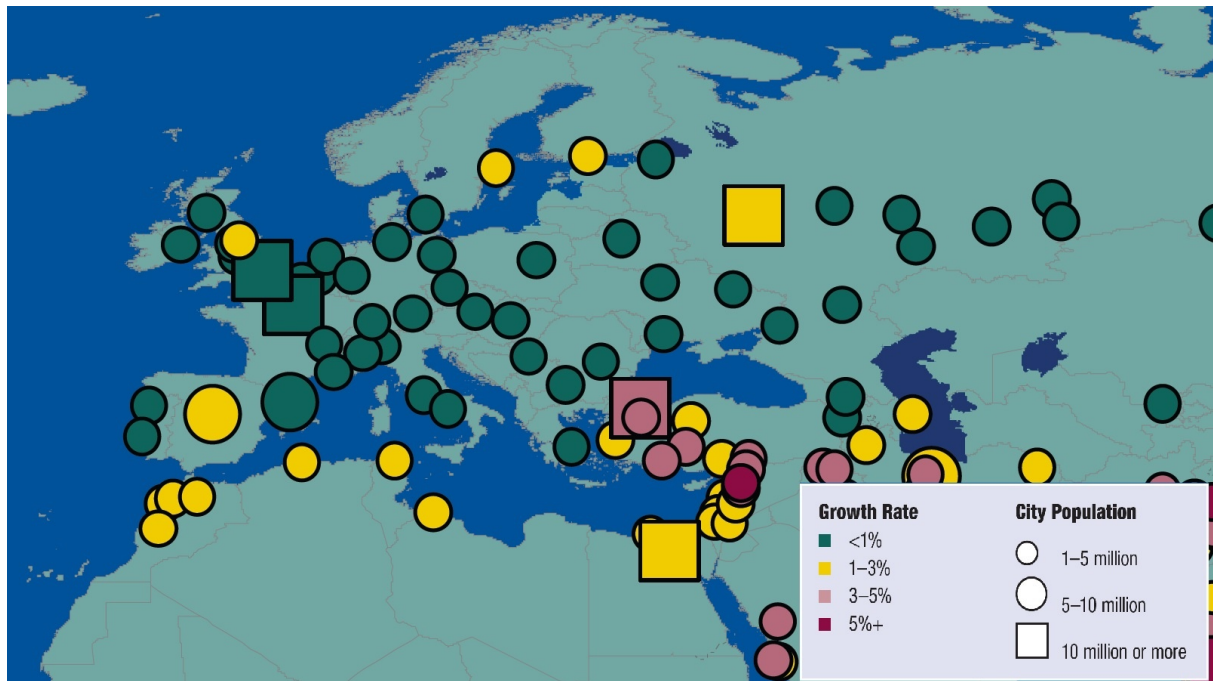 Growth Rate
<1%
1–3%
3–5%
5%+
City Population
1–5 million
5–10 million
10 million or more